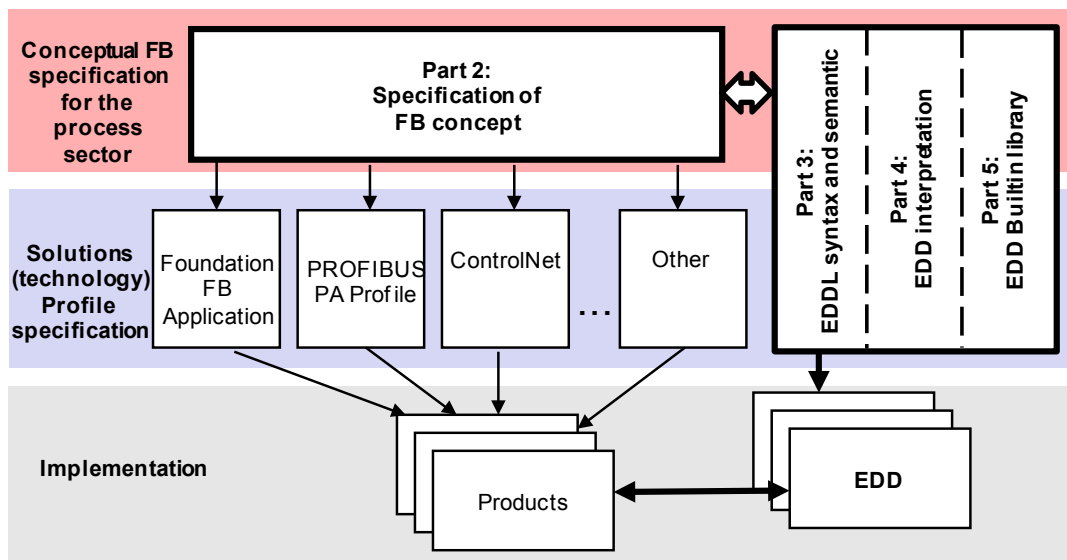 Conceptual FB
specification
for the
process
sector
Part 2:
Specification of
FB concept
Part 3:
EDDL syntax and semantic
Part 4:
EDD interpretation
Part 5:
EDD Builtin library
Solutions
(technology)
Profile
specification
Foundation
FB
Application
PROFIBUS
PA Profile
ControlNet
...
Other
Implementation
Products
EDD